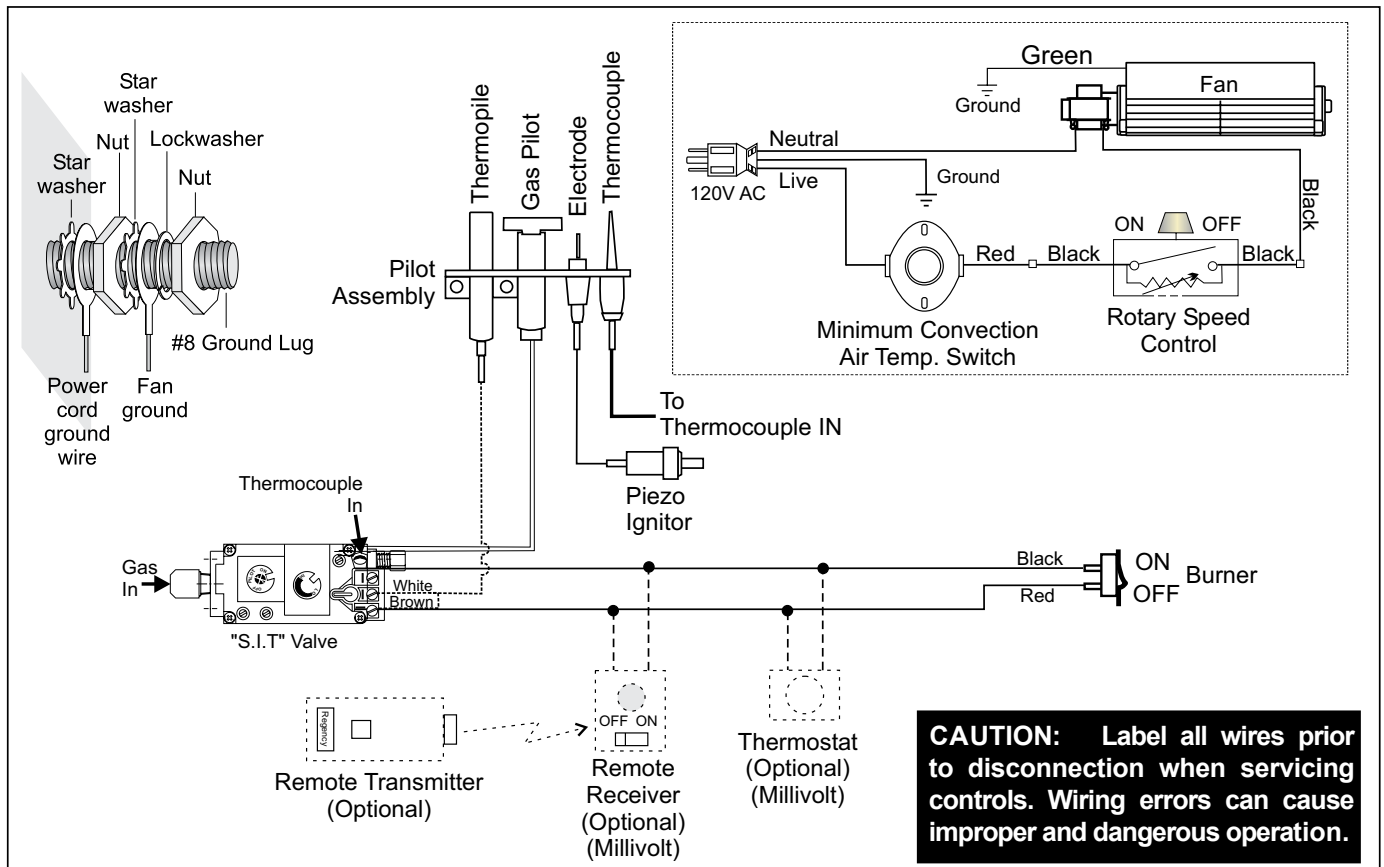 Star
washer
Nut
Lockwasher
Star
washer
Nut
#8 Ground Lug
Power
cord
ground
wire
Fan
ground
Thermopile
Gas Pilot
Electrode
Thermocouple
Pilot
Assembly
To
Thermocouple IN
Piezo
Ignitor
Green
Ground
Fan
Neutral
Live
120V AC
Ground
Black
ON OFF
Red
Black
Black
Minimum Convection
Air Temp. Switch
Rotary Speed
Control
Thermocouple
In
Gas
In
White
Brown
"S.I.T" Valve
Black
Red
ON
OFF
Burner
Regency
Remote Transmitter
(Optional)
OFF ON
Remote
Receiver
(Optional)
(Millivolt)
Thermostat
(Optional)
(Millivolt)
CAUTION: Label all wires prior
to disconnection when servicing
controls. Wiring errors can cause
improper and dangerous operation.